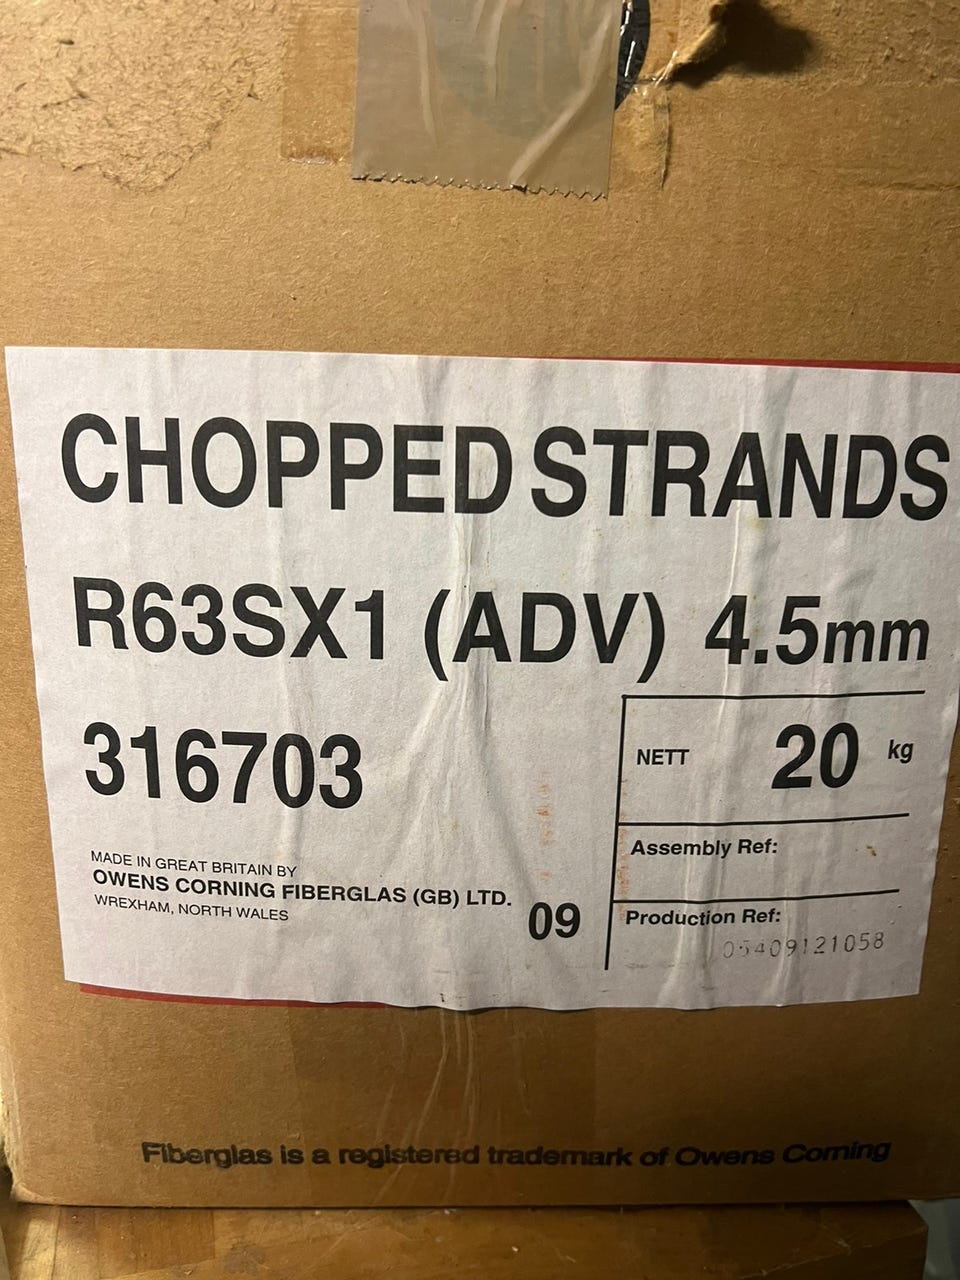 CHOPPED STRANDS
R63SX1 (ADV) 4.5mm
316703
NETT 20 kg
Assembly Ref:
MADE IN GREAT BRITAIN BY
OWENS CORNING FIBERGLAS (GB) LTD.
WREXHAM, NORTH WALES
09
Production Ref:
05409121058
Fiberglas is a registered trademark of Owens Corning